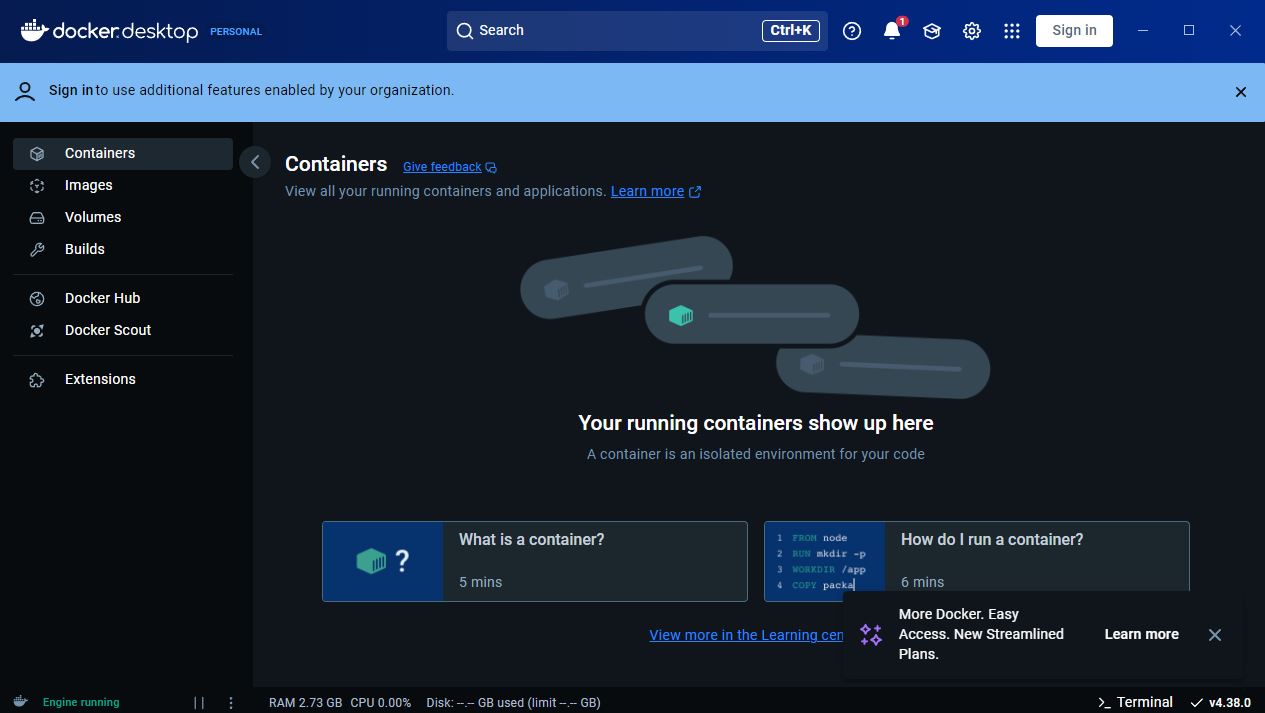 docker.desktop PERSONAL
Search Ctrl+K
1
Sign in
Sign in to use additional features enabled by your organization.
Containers
Images
Volumes
Builds
Docker Hub
Docker Scout
Extensions
Containers Give feedback
View all your running containers and applications. Learn more
Your running containers show up here
A container is an isolated environment for your code
?
What is a container?
5 mins
1 FROM node
2 RUN mkdir -p
3 WORKDIR /app
4 COPY packa
How do I run a container?
6 mins
View more in the Learning cen
More Docker. Easy
Access. New Streamlined
Plans.
Learn more
Engine running
RAM 2.73 GB CPU 0.00% Disk: --.-- GB used (limit --.-- GB)
>_ Terminal
v4.38.0